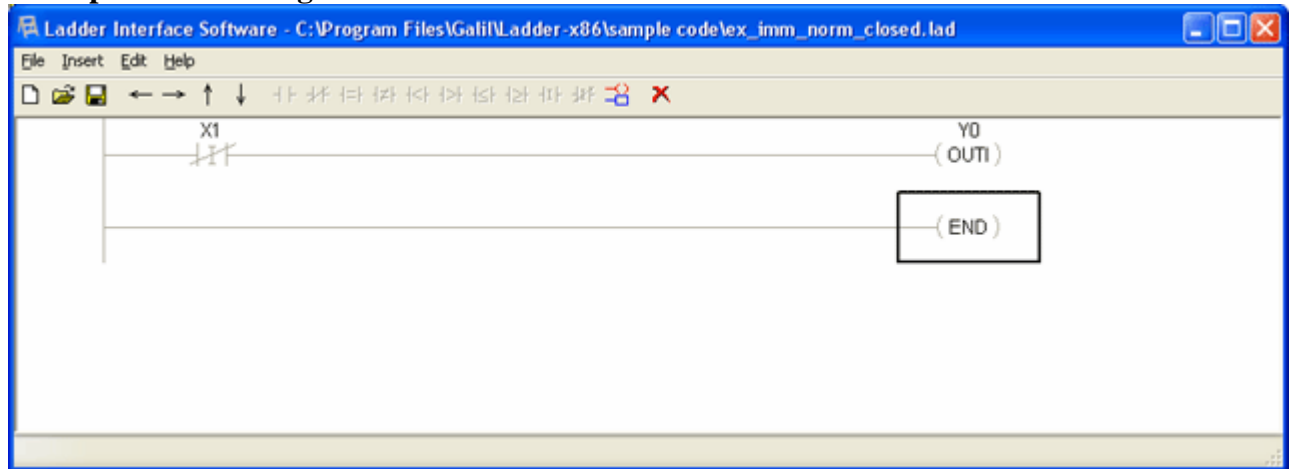 Ladder Interface Software - C:\Program Files\Galil\Ladder-x86\sample code\ex_imm_norm_closed.lad
File Insert Edit Help
X1 Y0
I ( OUTI )
( END )